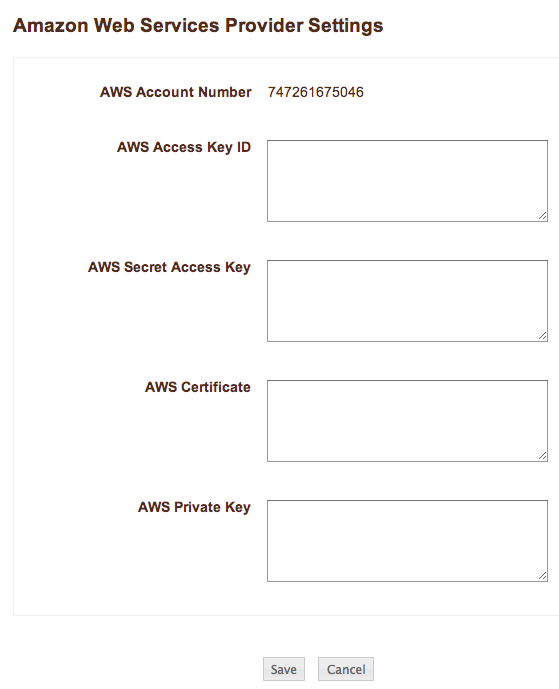 Amazon Web Services Provider Settings
AWS Account Number 747261675046
AWS Access Key ID
AWS Secret Access Key
AWS Certificate
AWS Private Key
Save Cancel